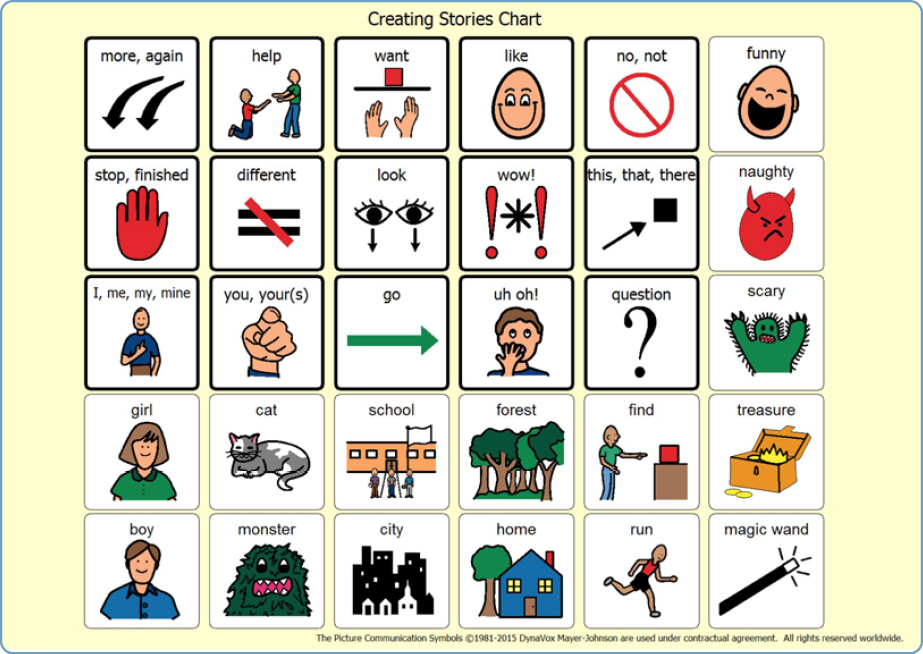 Creating Stories Chart
more, again
help
want
like
no, not
funny
stop, finished
different
look
wow!
this, that, there
naughty
I, me, my, mine
you, your(s)
go
uh oh!
question
scary
girl
cat
school
forest
find
treasure
boy
monster
city
home
run
magic wand
The Picture Communication Symbols ©1981-2015 DynaVox Mayer-Johnson are used under contractual agreement. All rights reserved worldwide.